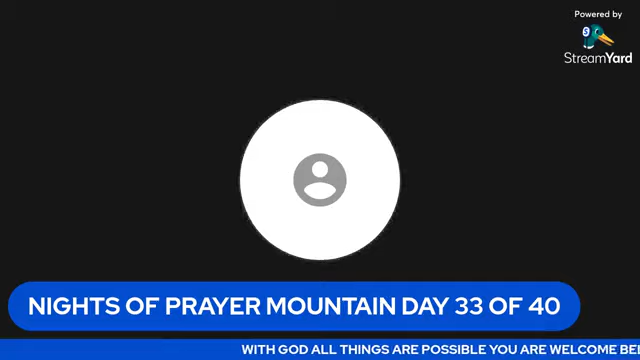 Powered by
StreamYard
NIGHTS OF PRAYER MOUNTAIN DAY 33 OF 40
WITH GOD ALL THINGS ARE POSSIBLE YOU ARE WELCOME